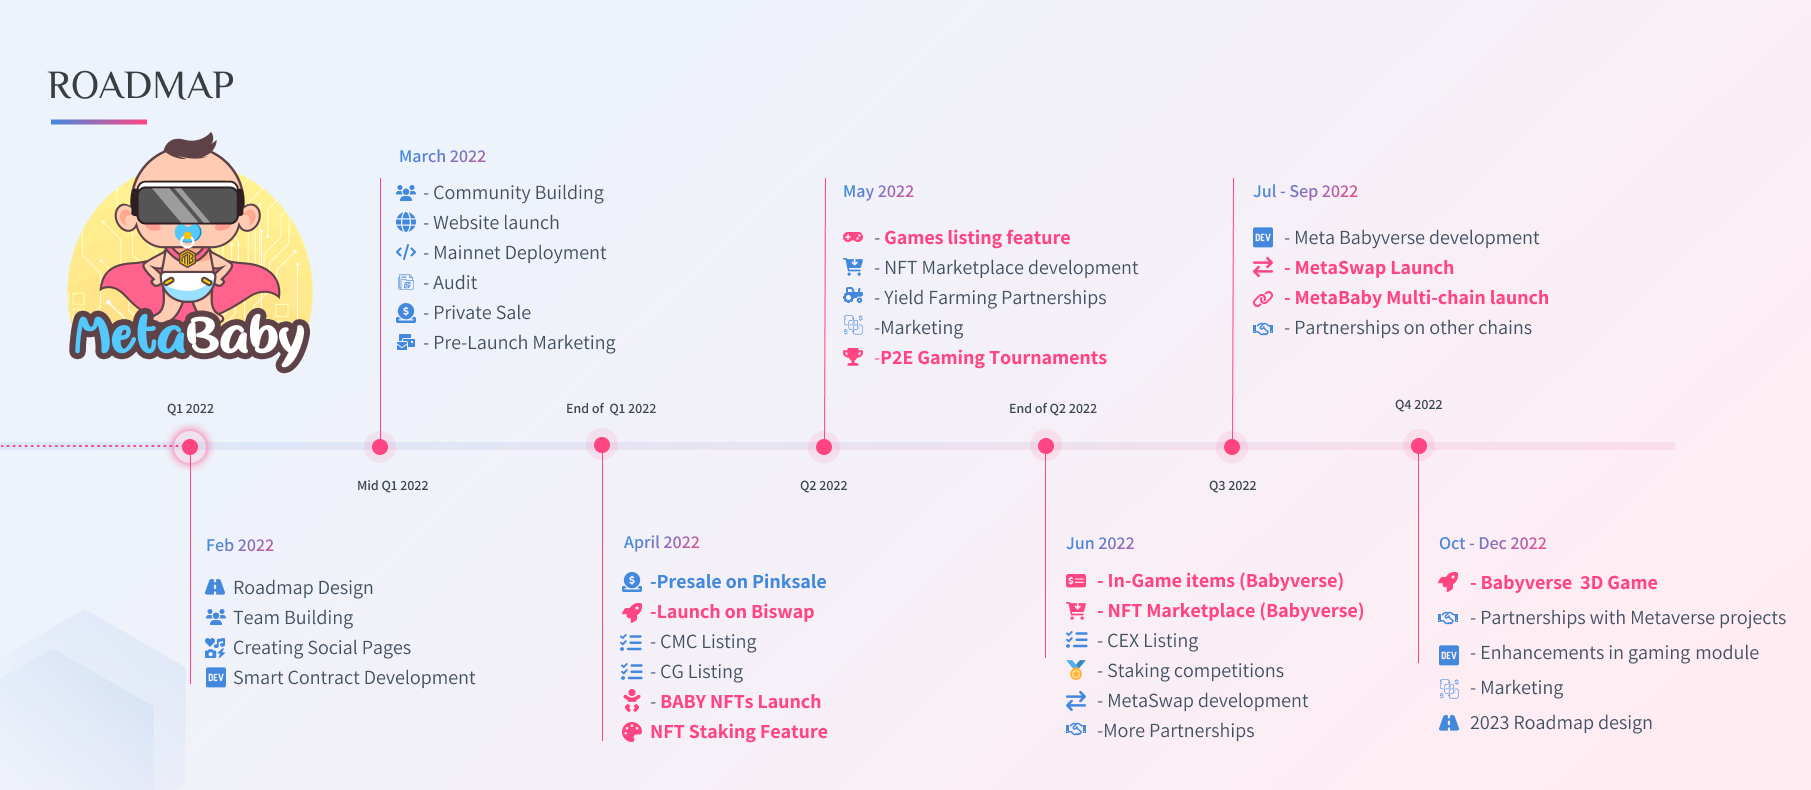 ROADMAP
MetaBaby
Q1 2022
Feb 2022
Roadmap Design
Team Building
Creating Social Pages
DEV Smart Contract Development
March 2022
- Community Building
- Website launch
- Mainnet Deployment
- Audit
- Private Sale
- Pre-Launch Marketing
Mid Q1 2022
End of Q1 2022
April 2022
-Presale on Pinksale
-Launch on Biswap
- CMC Listing
- CG Listing
- BABY NFTs Launch
NFT Staking Feature
May 2022
- Games listing feature
- NFT Marketplace development
- Yield Farming Partnerships
-Marketing
-P2E Gaming Tournaments
Q2 2022
End of Q2 2022
Jun 2022
- In-Game items (Babyverse)
- NFT Marketplace (Babyverse)
- CEX Listing
- Staking competitions
- MetaSwap development
-More Partnerships
Jul - Sep 2022
DEV - Meta Babyverse development
- MetaSwap Launch
- MetaBaby Multi-chain launch
- Partnerships on other chains
Q3 2022
Q4 2022
Oct - Dec 2022
- Babyverse 3D Game
- Partnerships with Metaverse projects
DEV - Enhancements in gaming module
- Marketing
2023 Roadmap design